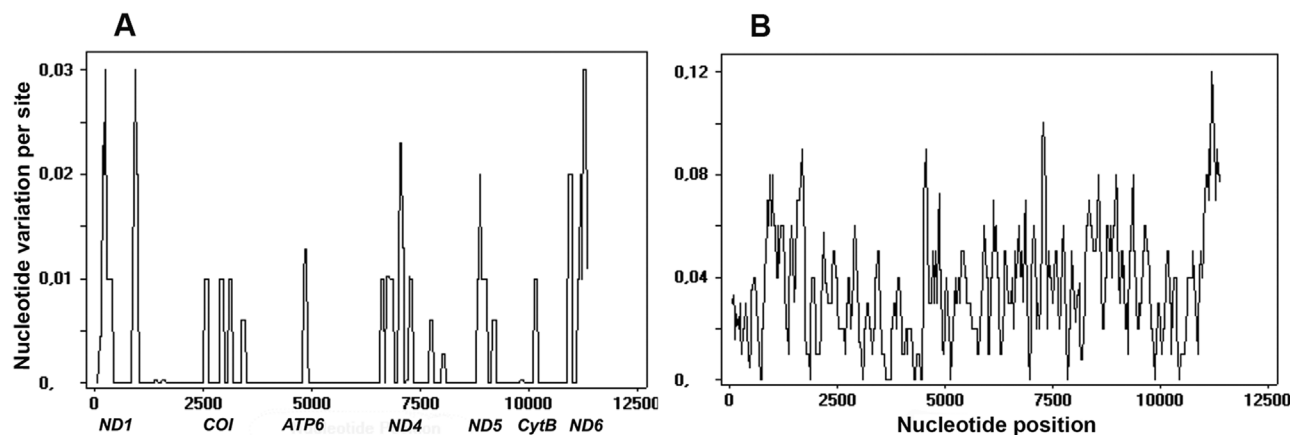 A
B
Nucleotide variation per site
0,03
0,02
0,01
0,
0 2500 5000 7500 10000 12500
ND1 COI ATP6 ND4 ND5 CytB ND6
Nucleotide Position
0,12
0,08
0,04
0,
0 2500 5000 7500 10000 12500
Nucleotide position